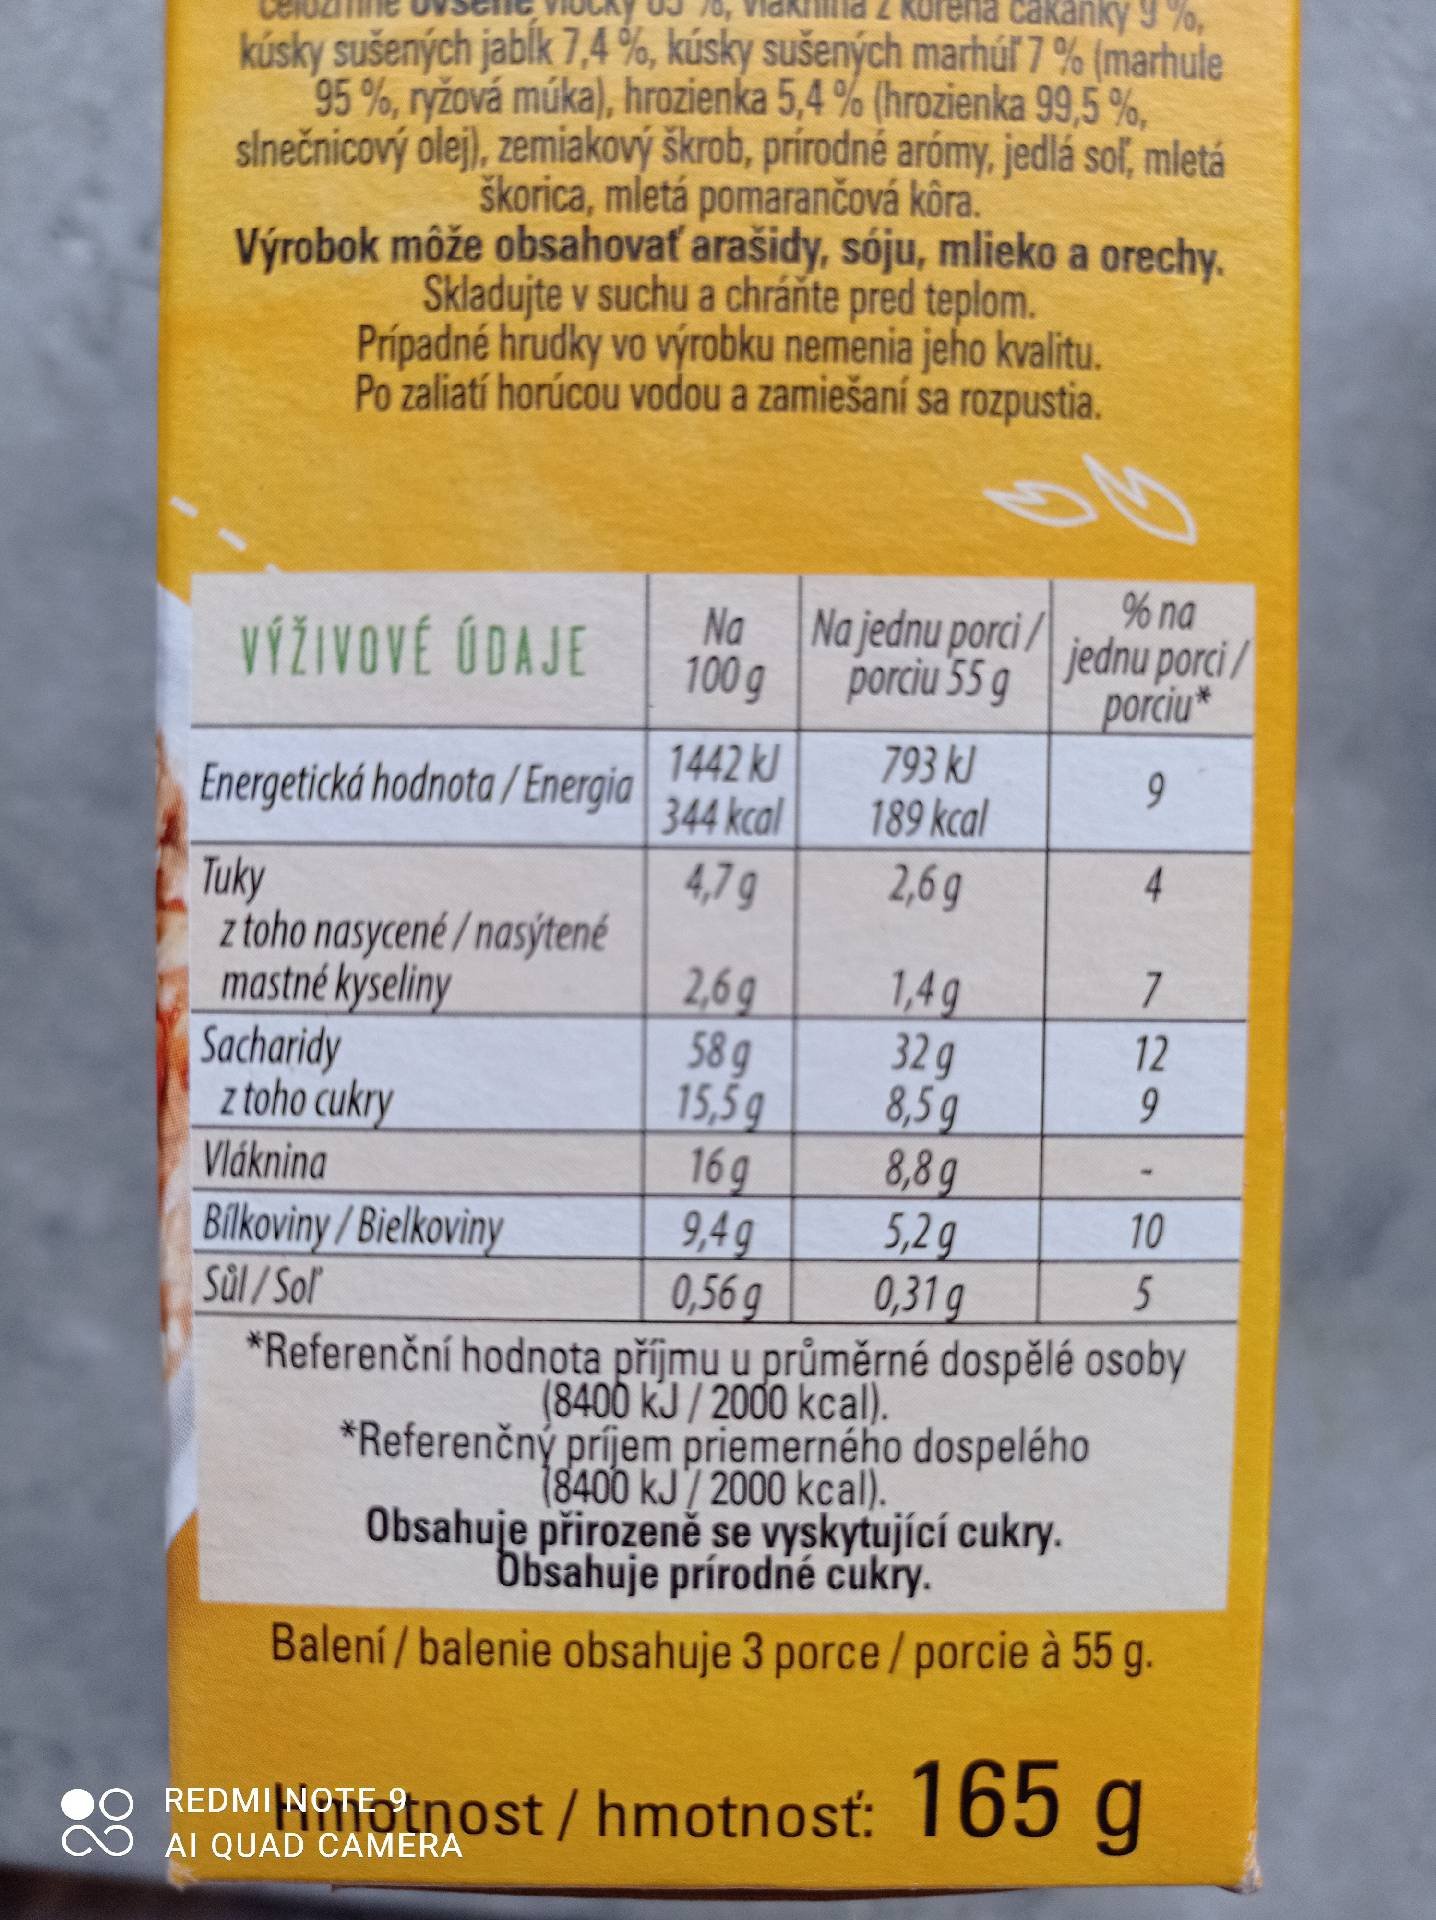 celozrnné ovsené vločky 65 %, vláknina z koreňa čakanky 9 %,
kúsky sušených jabĺk 7,4 %, kúsky sušených marhúľ 7 % (marhule
95 %, ryžová múka), hrozienka 5,4 % (hrozienka 99,5 %,
slnečnicový olej), zemiakový škrob, prírodné arómy, jedlá soľ, mletá
škorica, mletá pomarančová kôra.
Výrobok môže obsahovať arašidy, sóju, mlieko a orechy.
Skladujte v suchu a chráňte pred teplom.
Prípadné hrudky vo výrobku nemenia jeho kvalitu.
Po zaliatí horúcou vodou a zamiešaní sa rozpustia.
VÝŽIVOVÉ ÚDAJE
Na
100 g
Na jednu porci /
porciu 55 g
% na
jednu porci /
porciu*
Energetická hodnota / Energia
1442 kJ
344 kcal
793 kJ
189 kcal
9
Tuky 4,7 g 2,6 g 4
z toho nasycené / nasýtené
mastné kyseliny 2,6 g 1,4 g 7
Sacharidy 58 g 32 g 12
z toho cukry 15,5 g 8,5 g 9
Vláknina 16 g 8,8 g -
Bílkoviny / Bielkoviny 9,4 g 5,2 g 10
Sůl / Soľ 0,56 g 0,31 g 5
*Referenční hodnota příjmu u průměrné dospělé osoby
(8400 kJ / 2000 kcal).
*Referenčný príjem priemerného dospelého
(8400 kJ / 2000 kcal).
Obsahuje přirozeně se vyskytující cukry.
Obsahuje prírodné cukry.
Balení / balenie obsahuje 3 porce / porcie à 55 g.
Hmotnost / hmotnosť: 165 g
REDMI NOTE 9
AI QUAD CAMERA